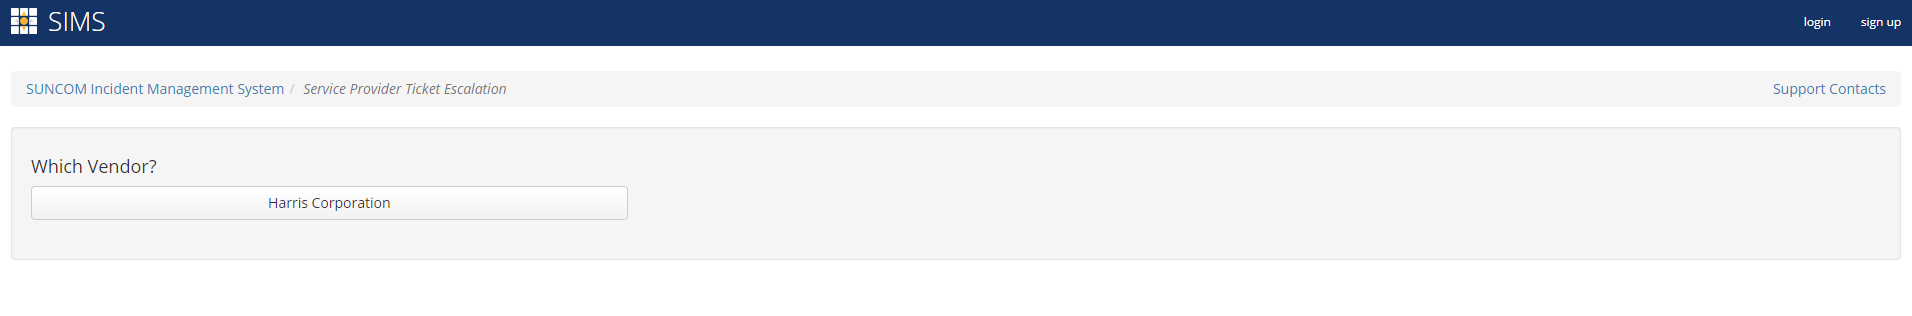 SIMS login sign up
SUNCOM Incident Management System / Service Provider Ticket Escalation Support Contacts
Which Vendor?
Harris Corporation